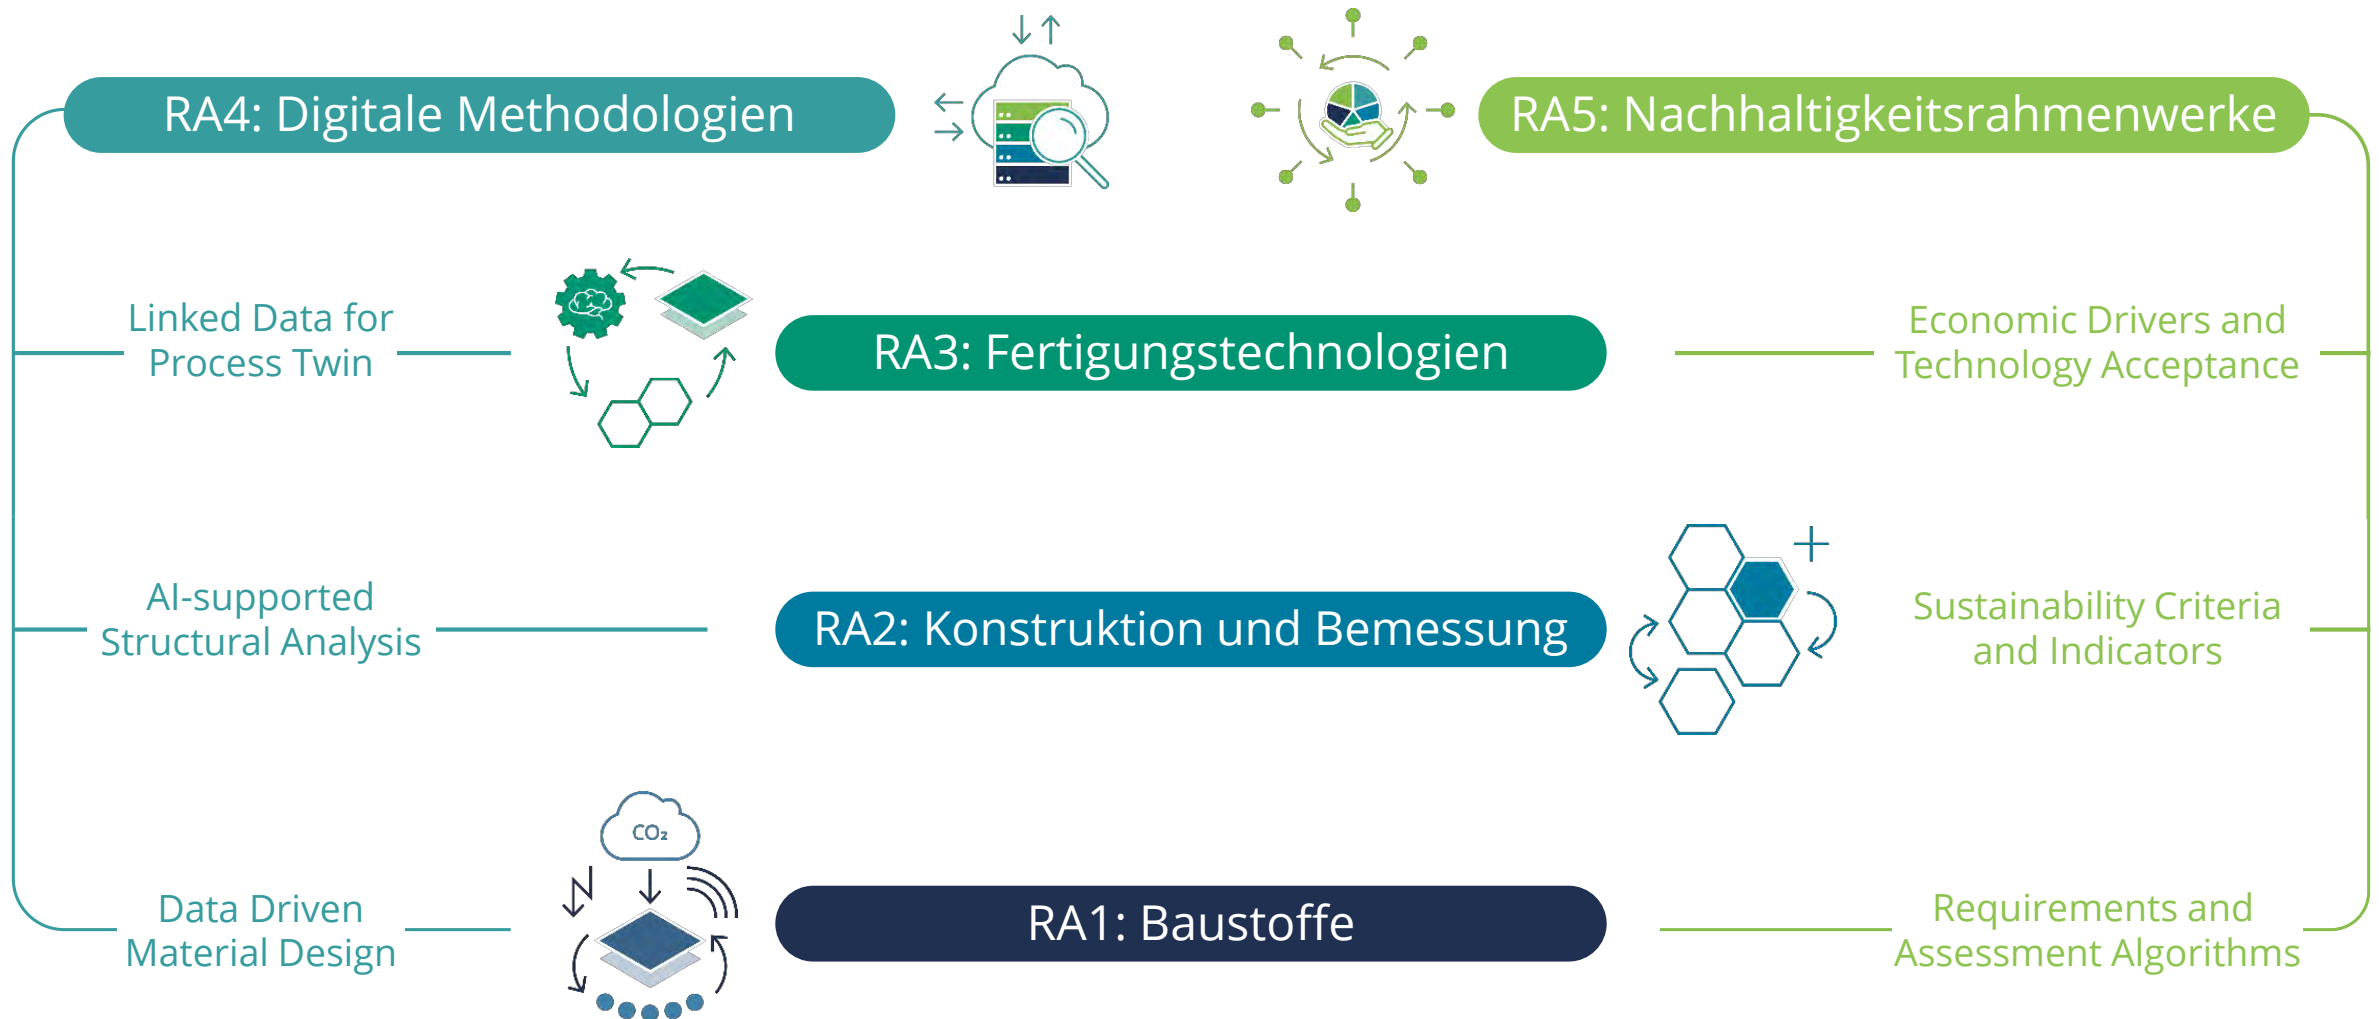 RA4: Digitale Methodologien
RA5: Nachhaltigkeitsrahmenwerke
Linked Data for
Process Twin
RA3: Fertigungstechnologien
Economic Drivers and
Technology Acceptance
AI-supported
Structural Analysis
RA2: Konstruktion und Bemessung
Sustainability Criteria
and Indicators
CO₂
Data Driven
Material Design
RA1: Baustoffe
Requirements and
Assessment Algorithms